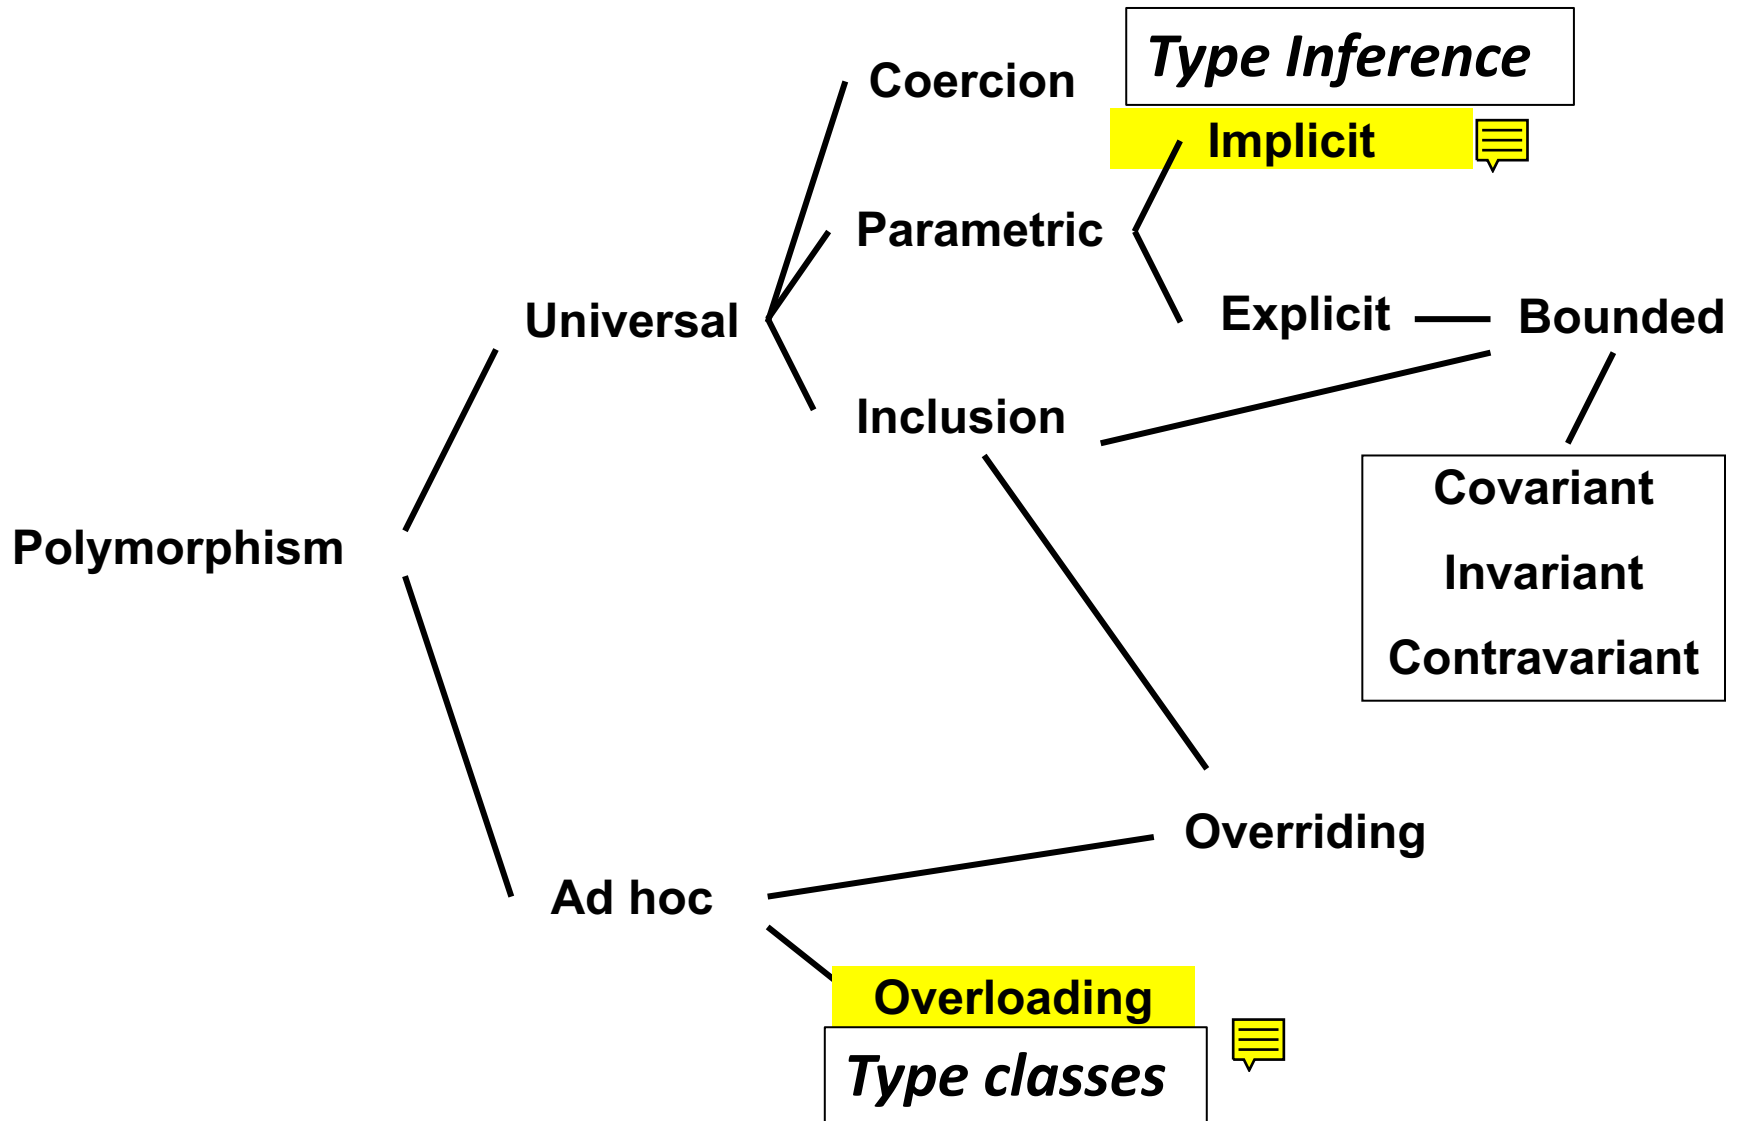 Type Inference
Coercion
Implicit
Parametric
Universal
Explicit
Bounded
Inclusion
Covariant
Polymorphism
Invariant
Contravariant
Overriding
Ad hoc
Overloading
Type classes